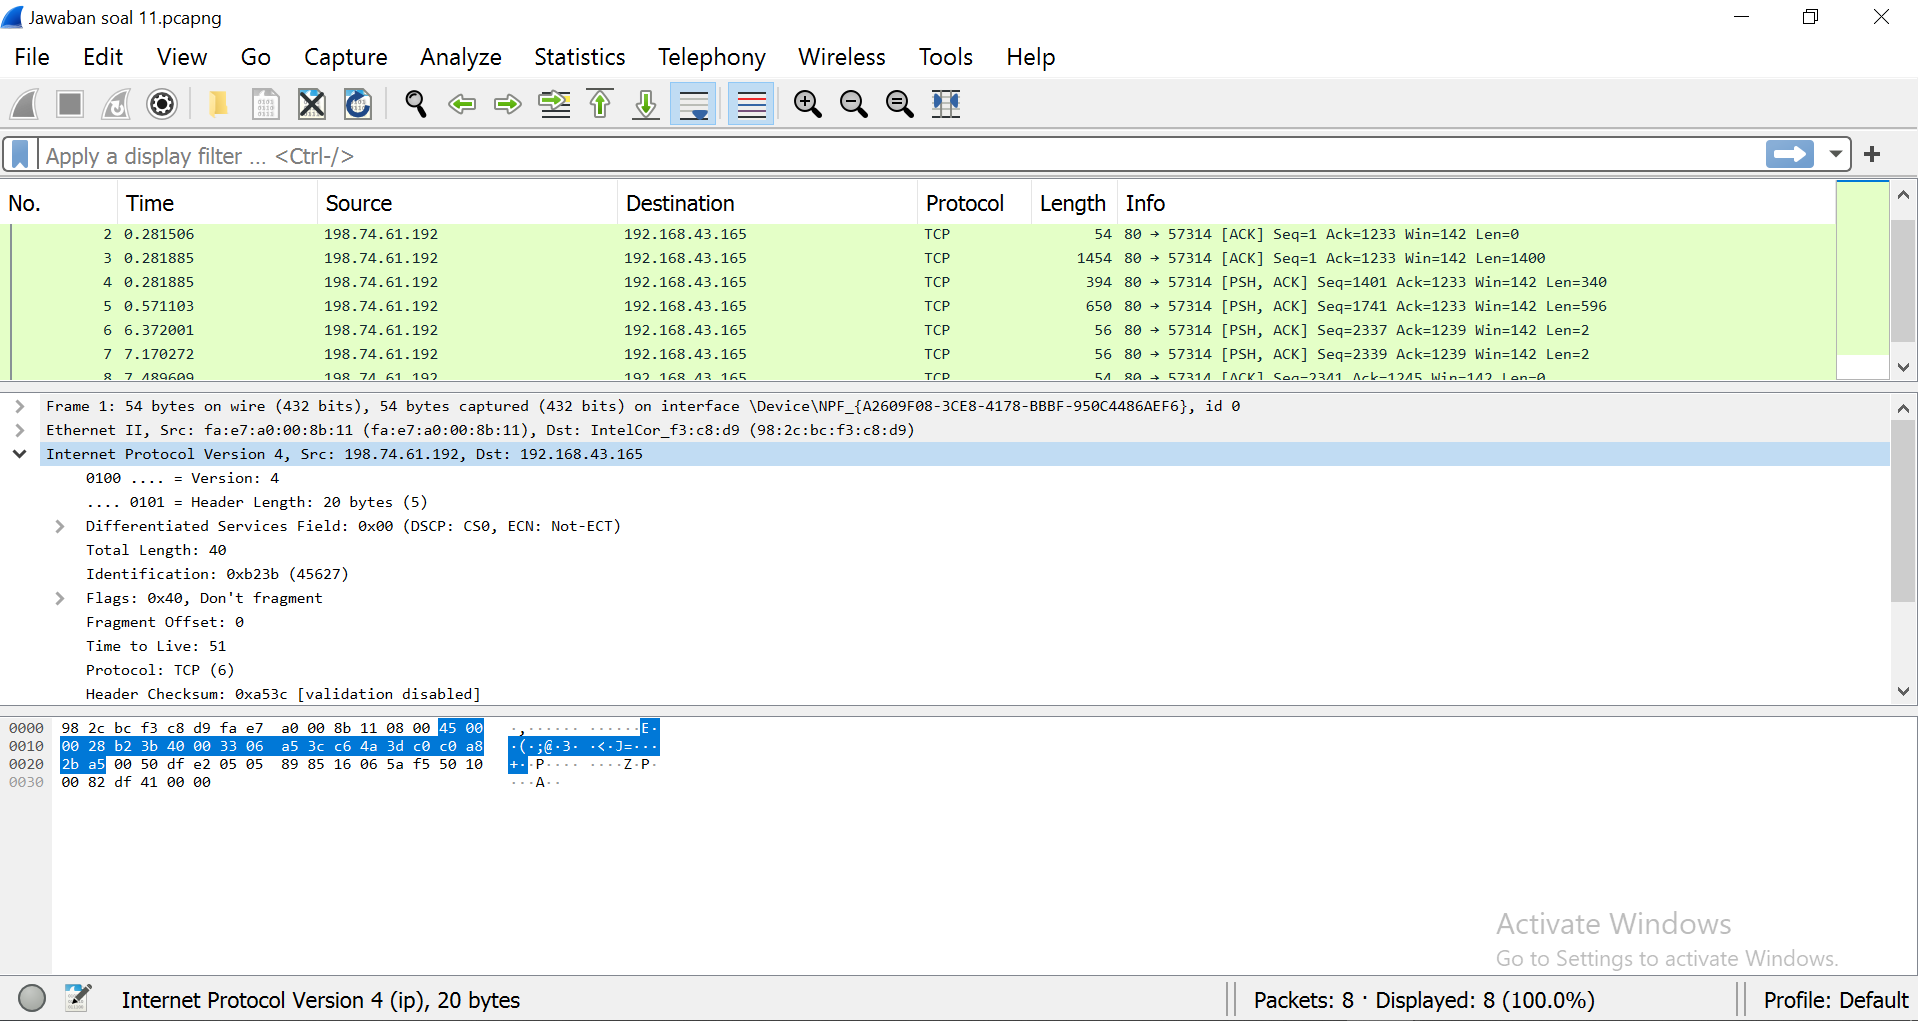 Jawaban soal 11.pcapng
File Edit View Go Capture Analyze Statistics Telephony Wireless Tools Help
Apply a display filter ... <Ctrl-/>
No. Time Source Destination Protocol Length Info
2 0.281506 198.74.61.192 192.168.43.165 TCP 54 80 → 57314 [ACK] Seq=1 Ack=1233 Win=142 Len=0
3 0.281885 198.74.61.192 192.168.43.165 TCP 1454 80 → 57314 [ACK] Seq=1 Ack=1233 Win=142 Len=1400
4 0.281885 198.74.61.192 192.168.43.165 TCP 394 80 → 57314 [PSH, ACK] Seq=1401 Ack=1233 Win=142 Len=340
5 0.571103 198.74.61.192 192.168.43.165 TCP 650 80 → 57314 [PSH, ACK] Seq=1741 Ack=1233 Win=142 Len=596
6 6.372001 198.74.61.192 192.168.43.165 TCP 56 80 → 57314 [PSH, ACK] Seq=2337 Ack=1239 Win=142 Len=2
7 7.170272 198.74.61.192 192.168.43.165 TCP 56 80 → 57314 [PSH, ACK] Seq=2339 Ack=1239 Win=142 Len=2
8 7.489609 198.74.61.192 192.168.43.165 TCP 54 80 → 57314 [ACK] Seq=2341 Ack=1245 Win=142 Len=0
Frame 1: 54 bytes on wire (432 bits), 54 bytes captured (432 bits) on interface \Device\NPF_{A2609F08-3CE8-4178-BBBF-950C4486AEF6}, id 0
Ethernet II, Src: fa:e7:a0:00:8b:11 (fa:e7:a0:00:8b:11), Dst: IntelCor_f3:c8:d9 (98:2c:bc:f3:c8:d9)
Internet Protocol Version 4, Src: 198.74.61.192, Dst: 192.168.43.165
0100 .... = Version: 4
.... 0101 = Header Length: 20 bytes (5)
Differentiated Services Field: 0x00 (DSCP: CS0, ECN: Not-ECT)
Total Length: 40
Identification: 0xb23b (45627)
Flags: 0x40, Don't fragment
Fragment Offset: 0
Time to Live: 51
Protocol: TCP (6)
Header Checksum: 0xa53c [validation disabled]
0000 98 2c bc f3 c8 d9 fa e7 a0 00 8b 11 08 00 45 00 ·,······ ······E·
0010 00 28 b2 3b 40 00 33 06 a5 3c c6 4a 3d c0 c0 a8 ·(·;@·3· ·<·J=···
0020 2b a5 00 50 df e2 05 05 89 85 16 06 5a f5 50 10 +··P···· ····Z·P·
0030 00 82 df 41 00 00 ···A··
Activate Windows
Go to Settings to activate Windows.
Internet Protocol Version 4 (ip), 20 bytes Packets: 8 · Displayed: 8 (100.0%) Profile: Default